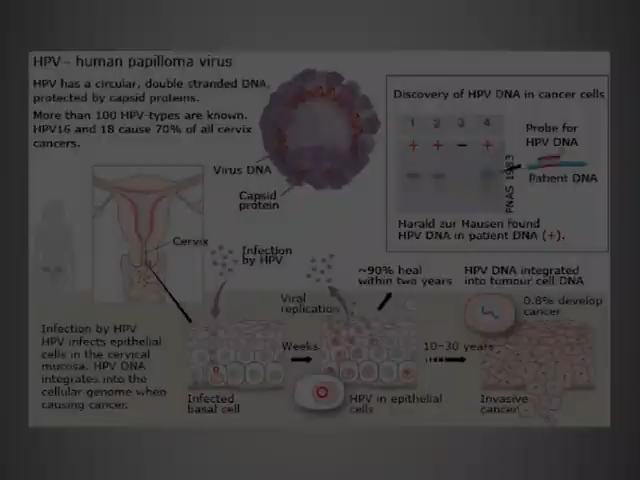 HPV – human papilloma virus
HPV has a circular, double stranded DNA,
protected by capsid proteins.
More than 100 HPV-types are known.
HPV16 and 18 cause 70% of all cervix
cancers.
Virus DNA
Capsid
protein
Discovery of HPV DNA in cancer cells
1 2 3 4
+ + – +
PNAS 1983
Probe for
HPV DNA
Patient DNA
Harald zur Hausen found
HPV DNA in patient DNA (+).
Cervix
Infection
by HPV
Viral
replication
~90% heal
within two years
HPV DNA integrated
into tumour cell DNA
0.8% develop
cancer
Infection by HPV
HPV infects epithelial
cells in the cervical
mucosa. HPV DNA
integrates into the
cellular genome when
causing cancer.
Weeks
10–30 years
Infected
basal cell
HPV in epithelial
cells
Invasive
cancer